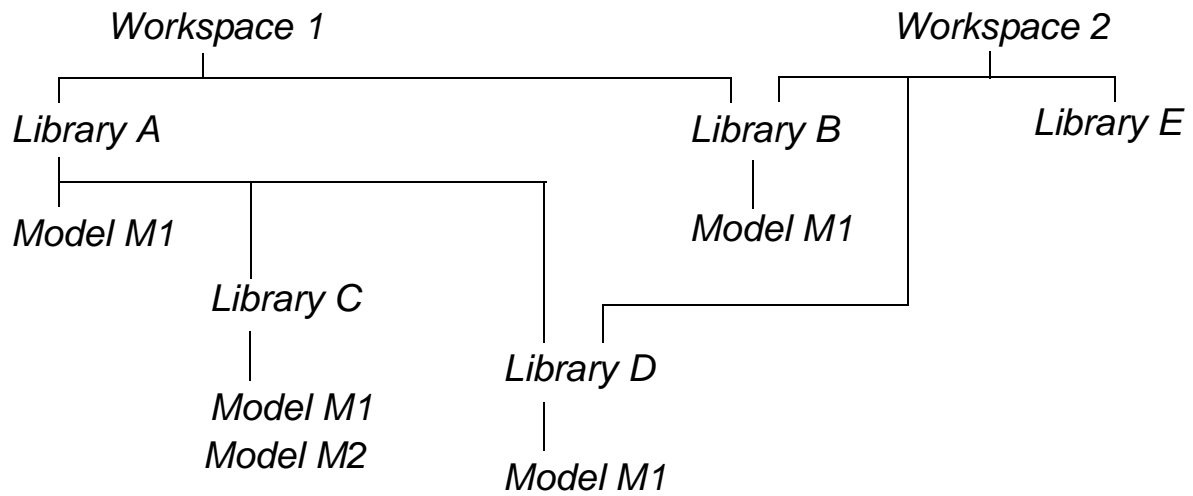 Workspace 1
Workspace 2
Library A
Library B
Library E
Model M1
Model M1
Library C
Library D
Model M1
Model M2
Model M1